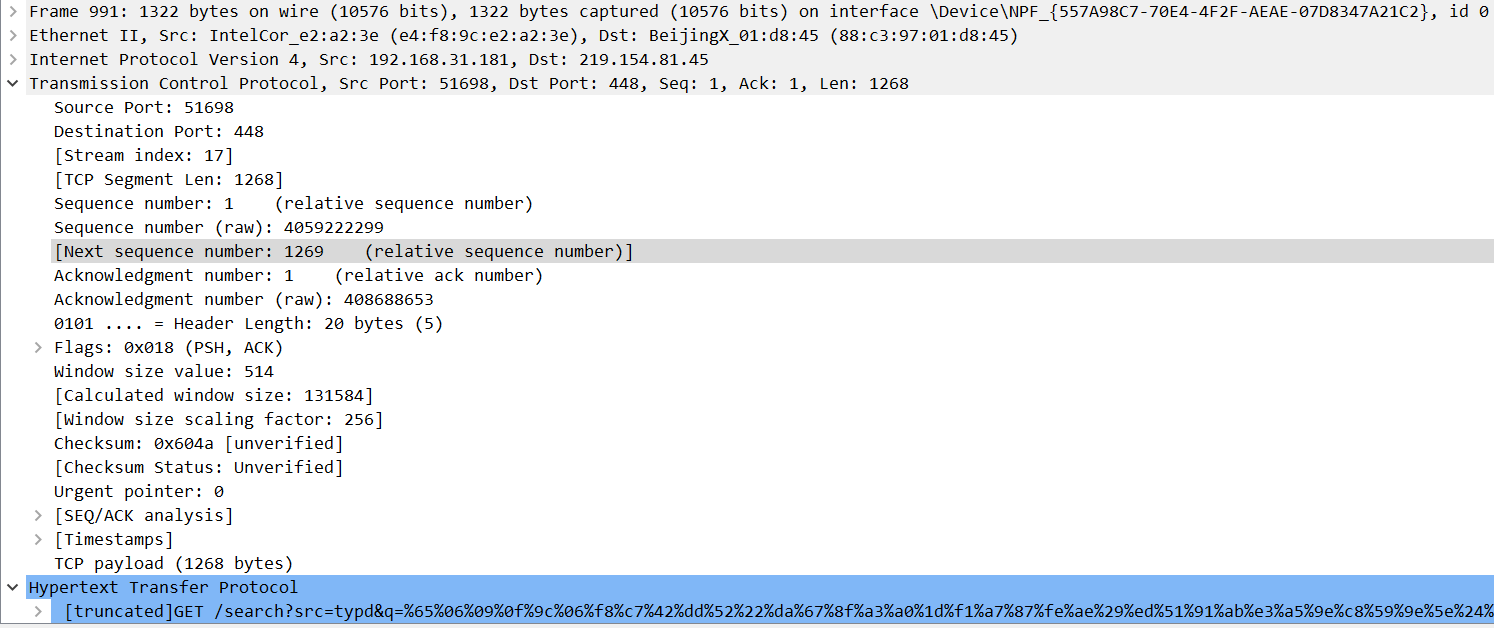 Frame 991: 1322 bytes on wire (10576 bits), 1322 bytes captured (10576 bits) on interface \Device\NPF_{557A98C7-70E4-4F2F-AEAE-07D8347A21C2}, id 0
Ethernet II, Src: IntelCor_e2:a2:3e (e4:f8:9c:e2:a2:3e), Dst: BeijingX_01:d8:45 (88:c3:97:01:d8:45)
Internet Protocol Version 4, Src: 192.168.31.181, Dst: 219.154.81.45
Transmission Control Protocol, Src Port: 51698, Dst Port: 448, Seq: 1, Ack: 1, Len: 1268
Source Port: 51698
Destination Port: 448
[Stream index: 17]
[TCP Segment Len: 1268]
Sequence number: 1    (relative sequence number)
Sequence number (raw): 4059222299
[Next sequence number: 1269    (relative sequence number)]
Acknowledgment number: 1    (relative ack number)
Acknowledgment number (raw): 408688653
0101 .... = Header Length: 20 bytes (5)
Flags: 0x018 (PSH, ACK)
Window size value: 514
[Calculated window size: 131584]
[Window size scaling factor: 256]
Checksum: 0x604a [unverified]
[Checksum Status: Unverified]
Urgent pointer: 0
[SEQ/ACK analysis]
[Timestamps]
TCP payload (1268 bytes)
Hypertext Transfer Protocol
[truncated]GET /search?src=typd&q=%65%06%09%0f%9c%06%f8%c7%42%dd%52%22%da%67%8f%a3%a0%1d%f1%a7%87%fe%ae%29%ed%51%91%ab%e3%a5%9e%c8%59%9e%5e%24%